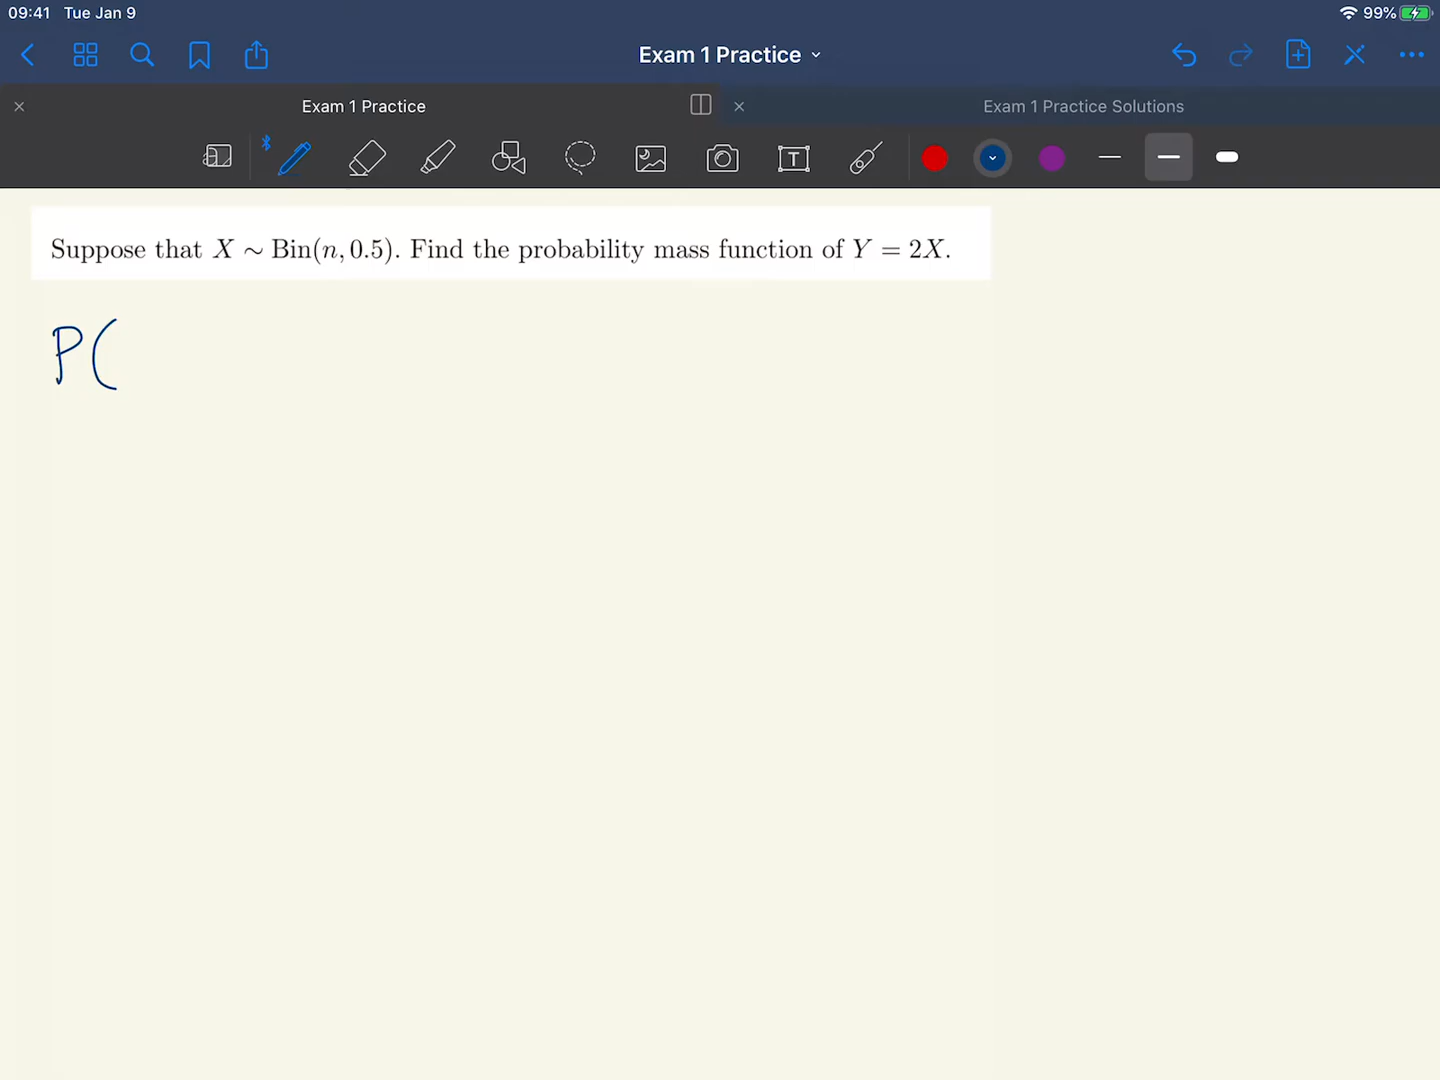 09:41 Tue Jan 9 99%
Exam 1 Practice
Exam 1 Practice Exam 1 Practice Solutions
Suppose that X ∼ Bin(n, 0.5). Find the probability mass function of Y = 2X.
P(